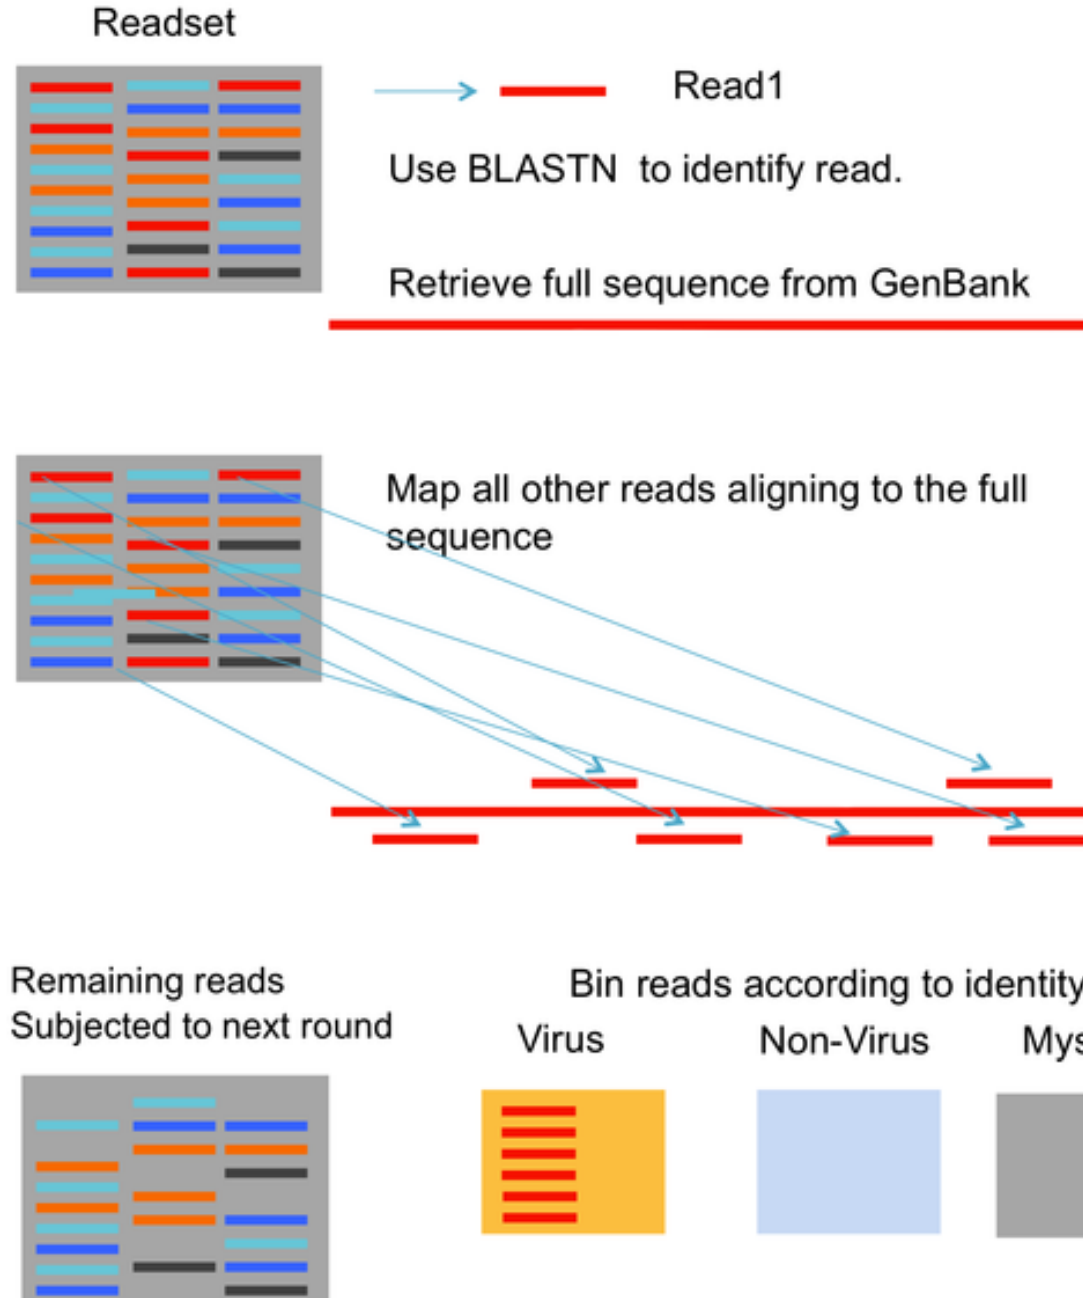 Readset
Read1
Use BLASTN to identify read.
Retrieve full sequence from GenBank
Map all other reads aligning to the full
sequence
Remaining reads
Subjected to next round
Bin reads according to identity
Virus
Non-Virus